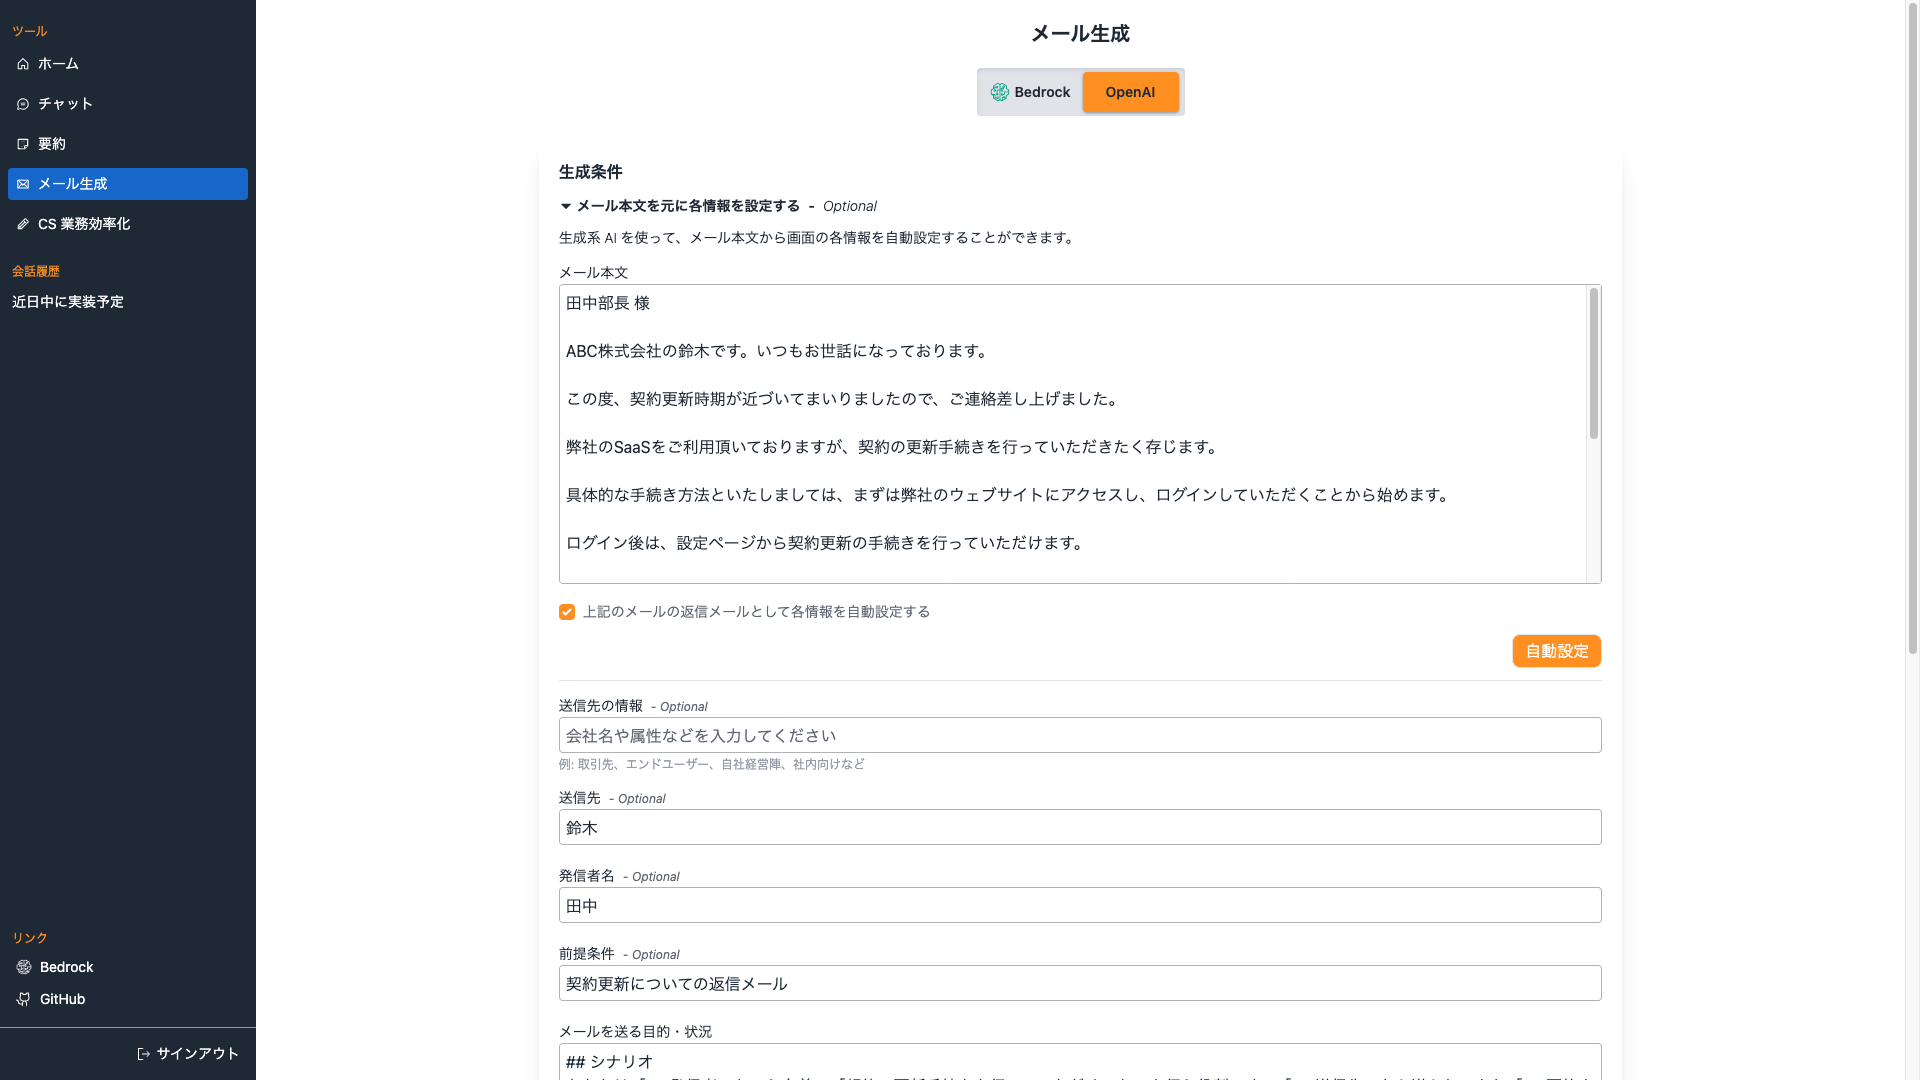 ツール
ホーム
チャット
要約
メール生成
CS 業務効率化
会話履歴
近日中に実装予定
リンク
Bedrock
GitHub
サインアウト
メール生成
Bedrock OpenAI
生成条件
メール本文を元に各情報を設定する - Optional
生成系 AI を使って、メール本文から画面の各情報を自動設定することができます。
メール本文
田中部長 様
ABC株式会社の鈴木です。いつもお世話になっております。
この度、契約更新時期が近づいてまいりましたので、ご連絡差し上げました。
弊社のSaaSをご利用頂いておりますが、契約の更新手続きを行っていただきたく存じます。
具体的な手続き方法といたしましては、まずは弊社のウェブサイトにアクセスし、ログインしていただくことから始めます。
ログイン後は、設定ページから契約更新の手続きを行っていただけます。
上記のメールの返信メールとして各情報を自動設定する
自動設定
送信先の情報 - Optional
会社名や属性などを入力してください
例: 取引先、エンドユーザー、自社経営陣、社内向けなど
送信先 - Optional
鈴木
発信者名 - Optional
田中
前提条件 - Optional
契約更新についての返信メール
メールを送る目的・状況
## シナリオ